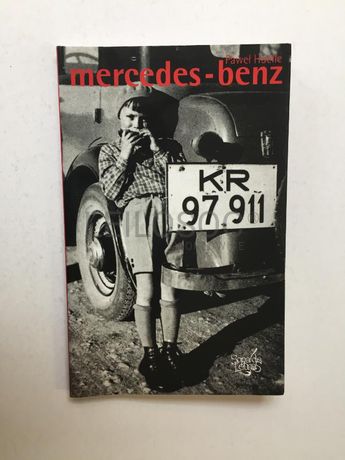 Paweł Huelle
mercedes-benz
KR
97 911